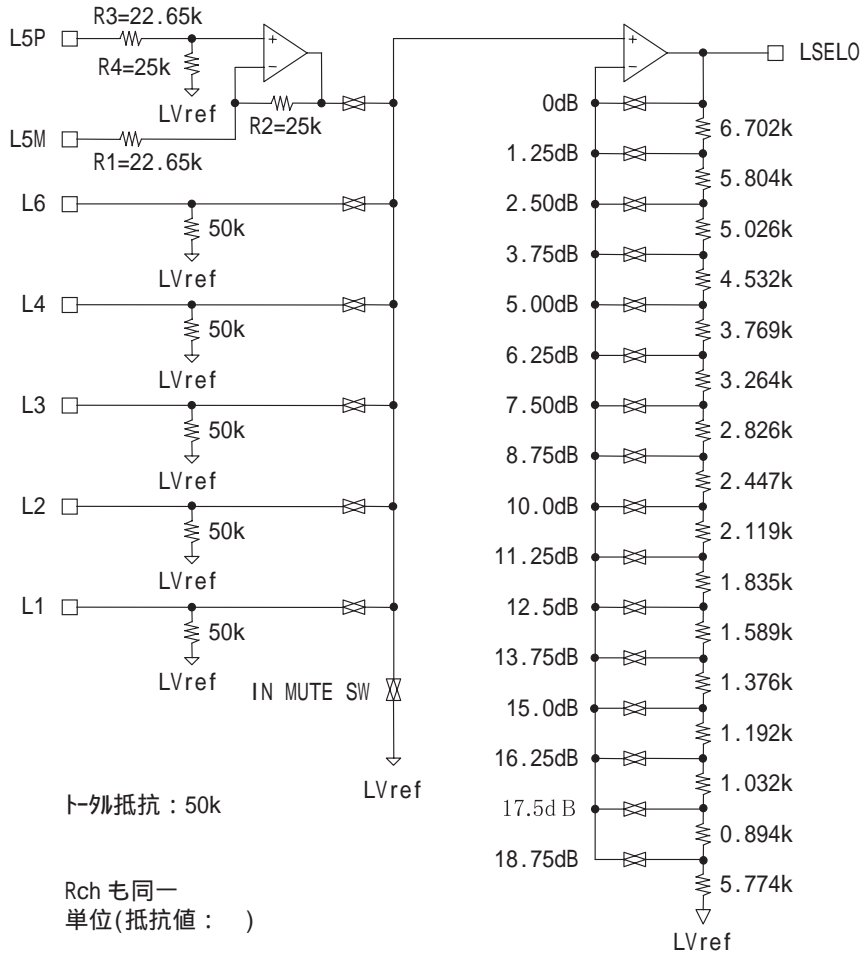 R3=22.65k
L5P
R4=25k
LVref
R2=25k
L5M
R1=22.65k
L6
50k
LVref
L4
50k
LVref
L3
50k
LVref
L2
50k
LVref
L1
50k
LVref
IN MUTE SW
LVref
トータル抵抗：50k
Rch も同一
単位(抵抗値：　)
LSELO
0dB
6.702k
1.25dB
5.804k
2.50dB
5.026k
3.75dB
4.532k
5.00dB
3.769k
6.25dB
3.264k
7.50dB
2.826k
8.75dB
2.447k
10.0dB
2.119k
11.25dB
1.835k
12.5dB
1.589k
13.75dB
1.376k
15.0dB
1.192k
16.25dB
1.032k
17.5dB
0.894k
18.75dB
5.774k
LVref